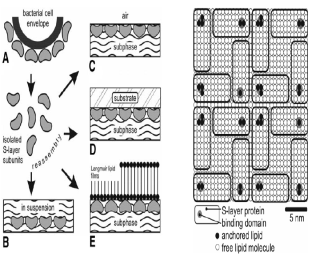 bacterial cell
envelope
A
isolated
S-layer
subunits
reassembly
in suspension
B
air
subphase
C
substrate
subphase
D
Langmuir lipid
films
subphase
E
S-layer protein
binding domain
anchored lipid
free lipid molecule
5 nm